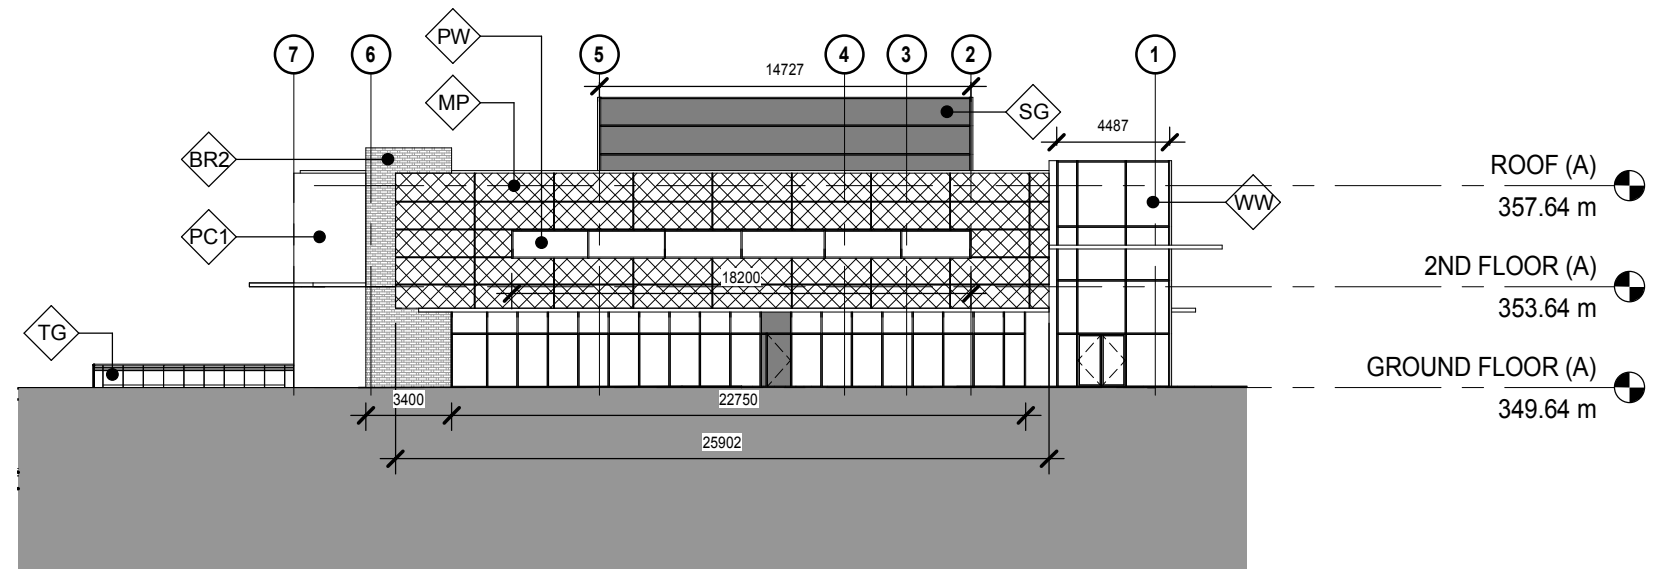 PW
7
6
5
4
3
2
1
14727
MP
SG
4487
BR2
ROOF (A)
357.64 m
WW
PC1
2ND FLOOR (A)
353.64 m
18200
TG
GROUND FLOOR (A)
349.64 m
3400
22750
25902